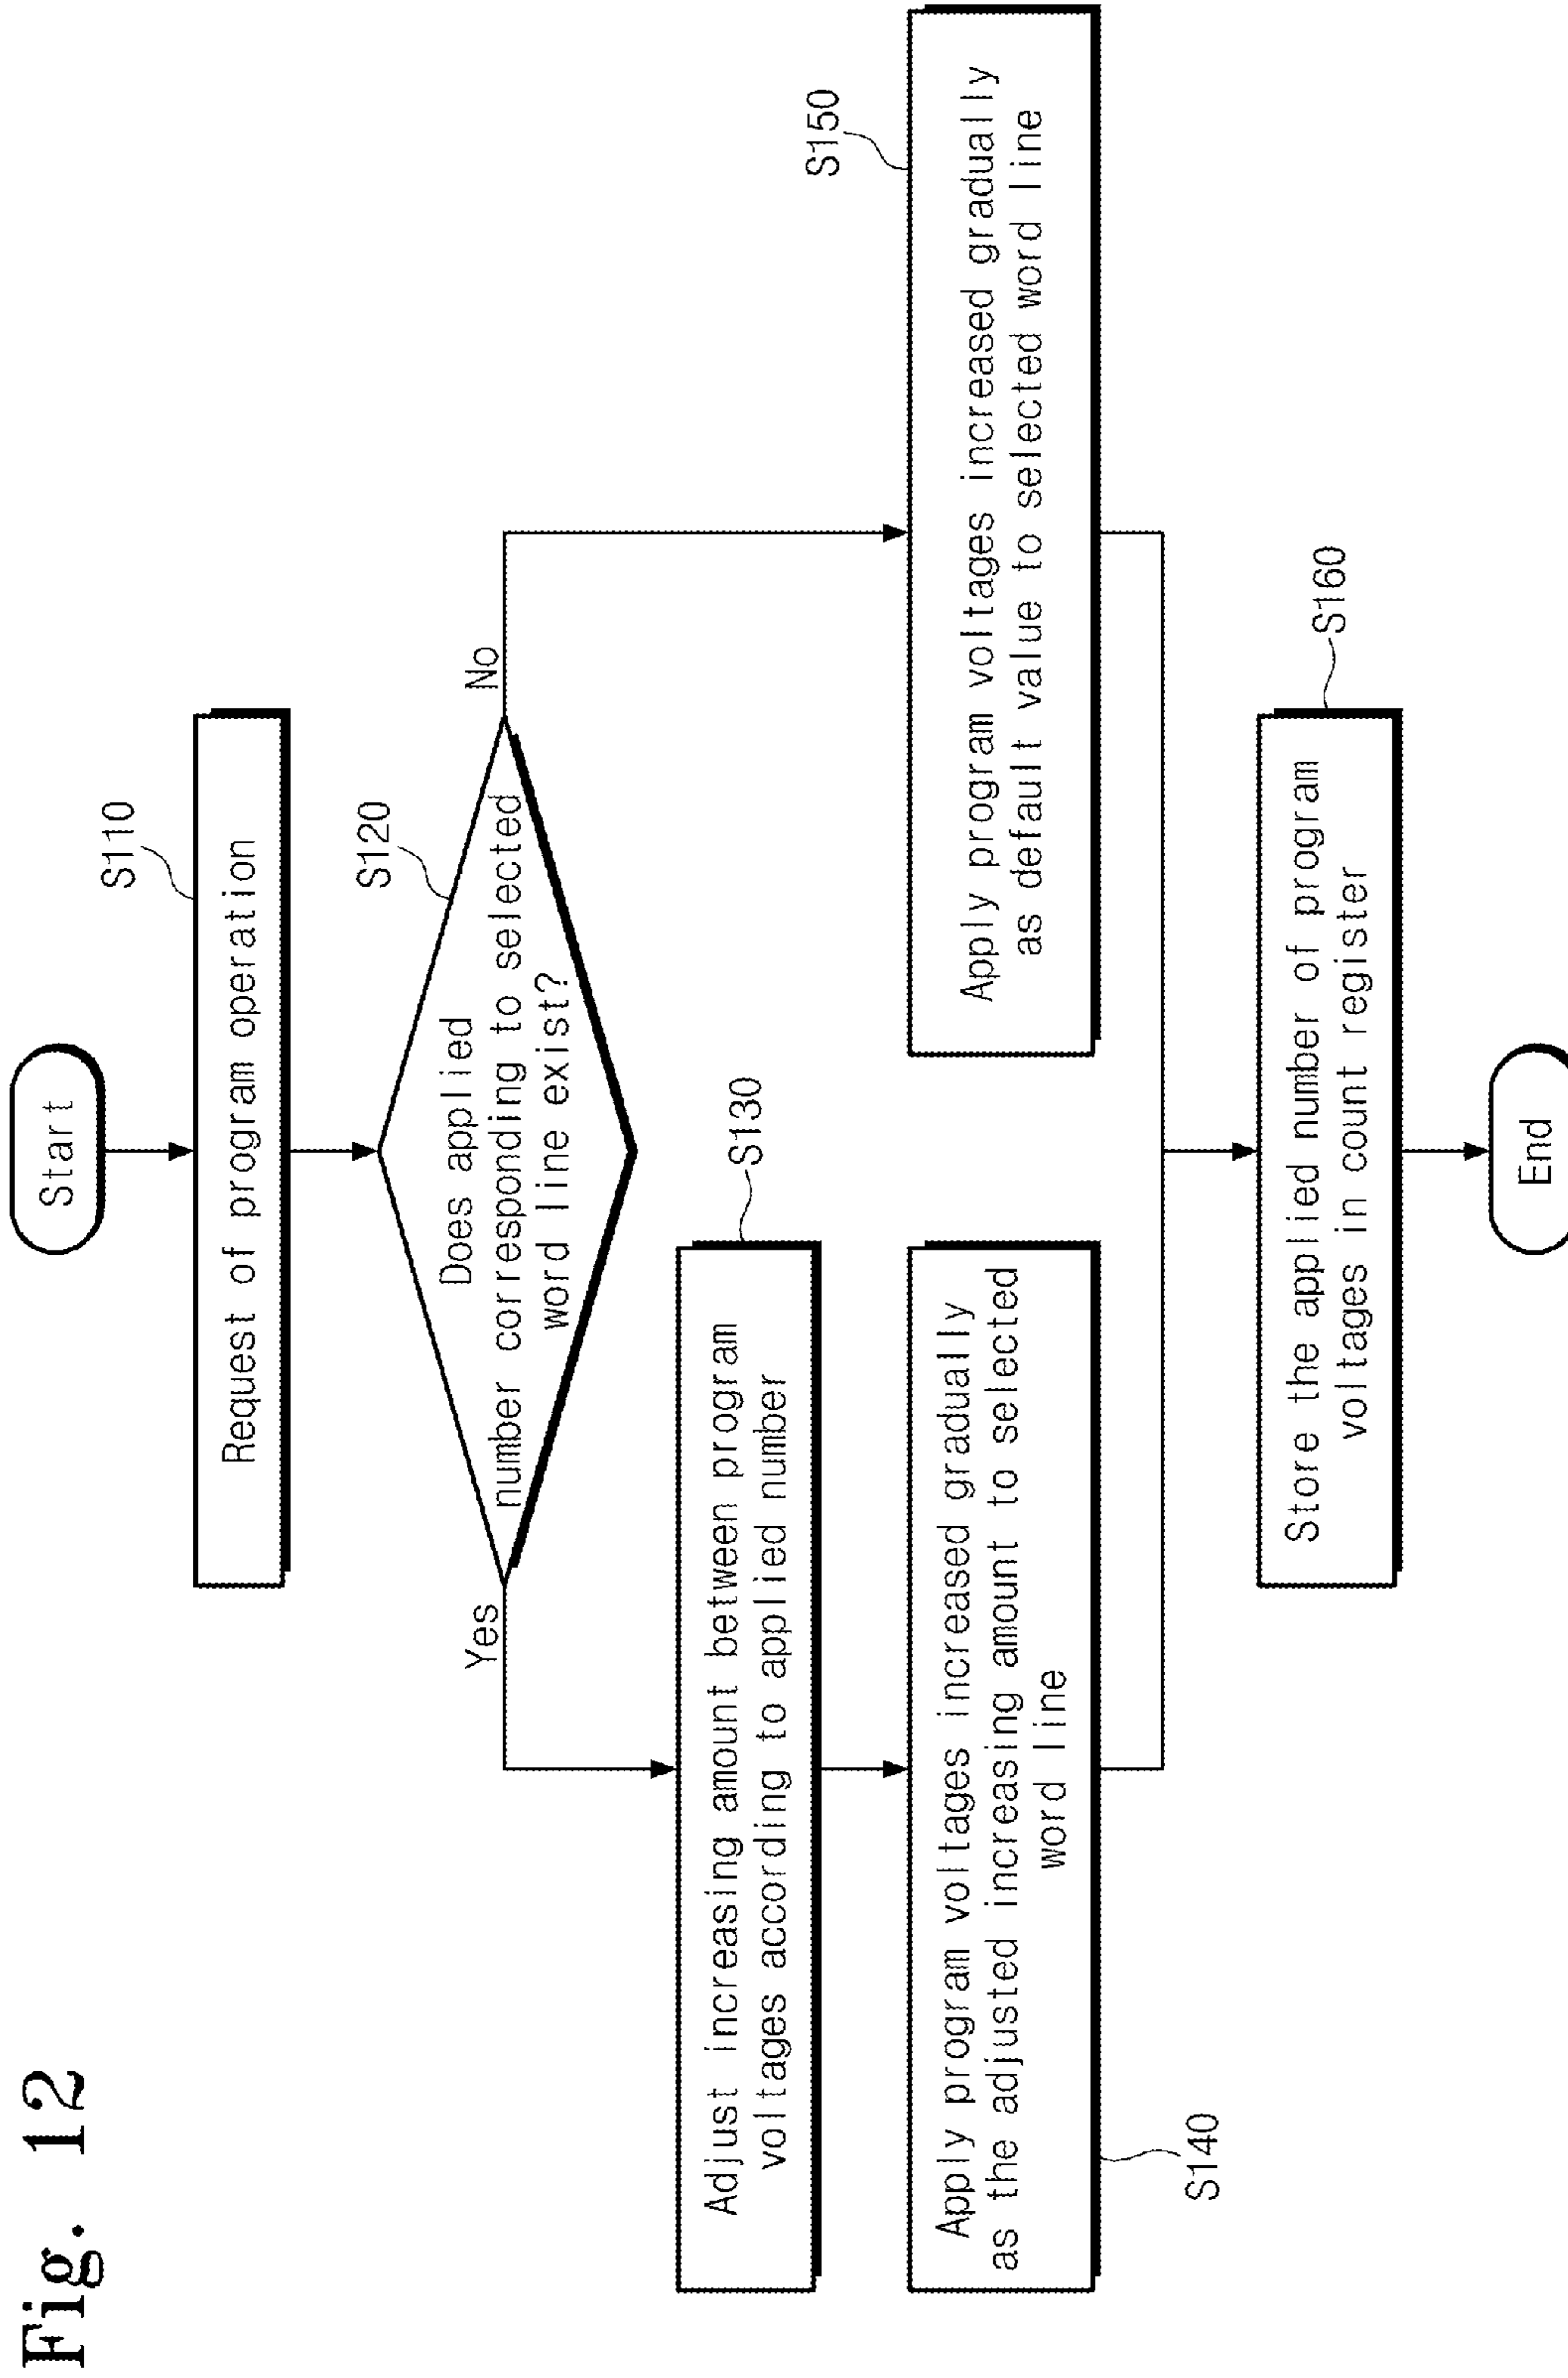 Fig. 12
Start
S110
Request of program operation
S120
Does applied
number corresponding to selected
word line exist?
Yes
No
S130
Adjust increasing amount between program
voltages according to applied number
S140
Apply program voltages increased gradually
as the adjusted increasing amount to selected
word line
S150
Apply program voltages increased gradually
as default value to selected word line
S160
Store the applied number of program
voltages in count register
End